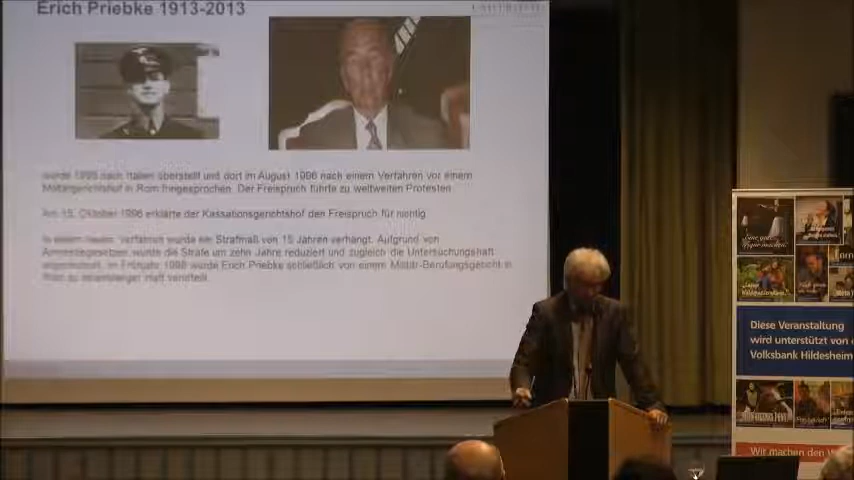 Erich Priebke 1913-2013
UNIVERSITÄT
wurde 1995 nach Italien überstellt und dort im August 1996 nach einem Verfahren vor einem
Militärgerichtshof in Rom freigesprochen. Der Freispruch führte zu weltweiten Protesten
Am 15. Oktober 1996 erklärte der Kassationsgerichtshof den Freispruch für nichtig
In einem neuen Verfahren wurde ein Strafmaß von 15 Jahren verhängt. Aufgrund von
Amnestiegesetzen wurde die Strafe um zehn Jahre reduziert und zugleich die Untersuchungshaft
angerechnet. Im Frühjahr 1998 wurde Erich Priebke schließlich von einem Militär-Berufungsgericht in
Rom zu lebenslanger Haft verurteilt
Diese Veranstaltung
wird unterstützt von
Volksbank Hildesheim
Wir machen den